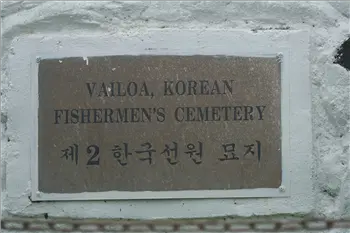 VAILOA, KOREAN
FISHERMEN'S CEMETERY
제2 한국선원 묘지